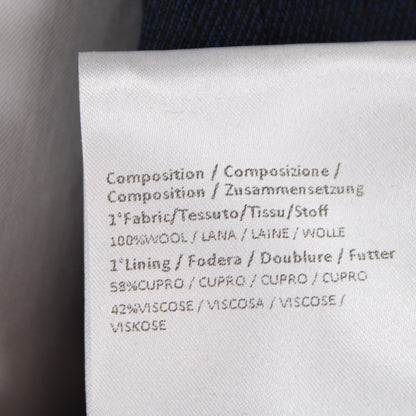 Composition / Composizione /
Composition / Zusammensetzung
1°Fabric/Tessuto/Tissu/Stoff
100%WOOL / LANA / LAINE / WOLLE
1°Lining / Fodera / Doublure / Futter
58%CUPRO / CUPRO / CUPRO / CUPRO
42%VISCOSE / VISCOSA / VISCOSE /
VISKOSE